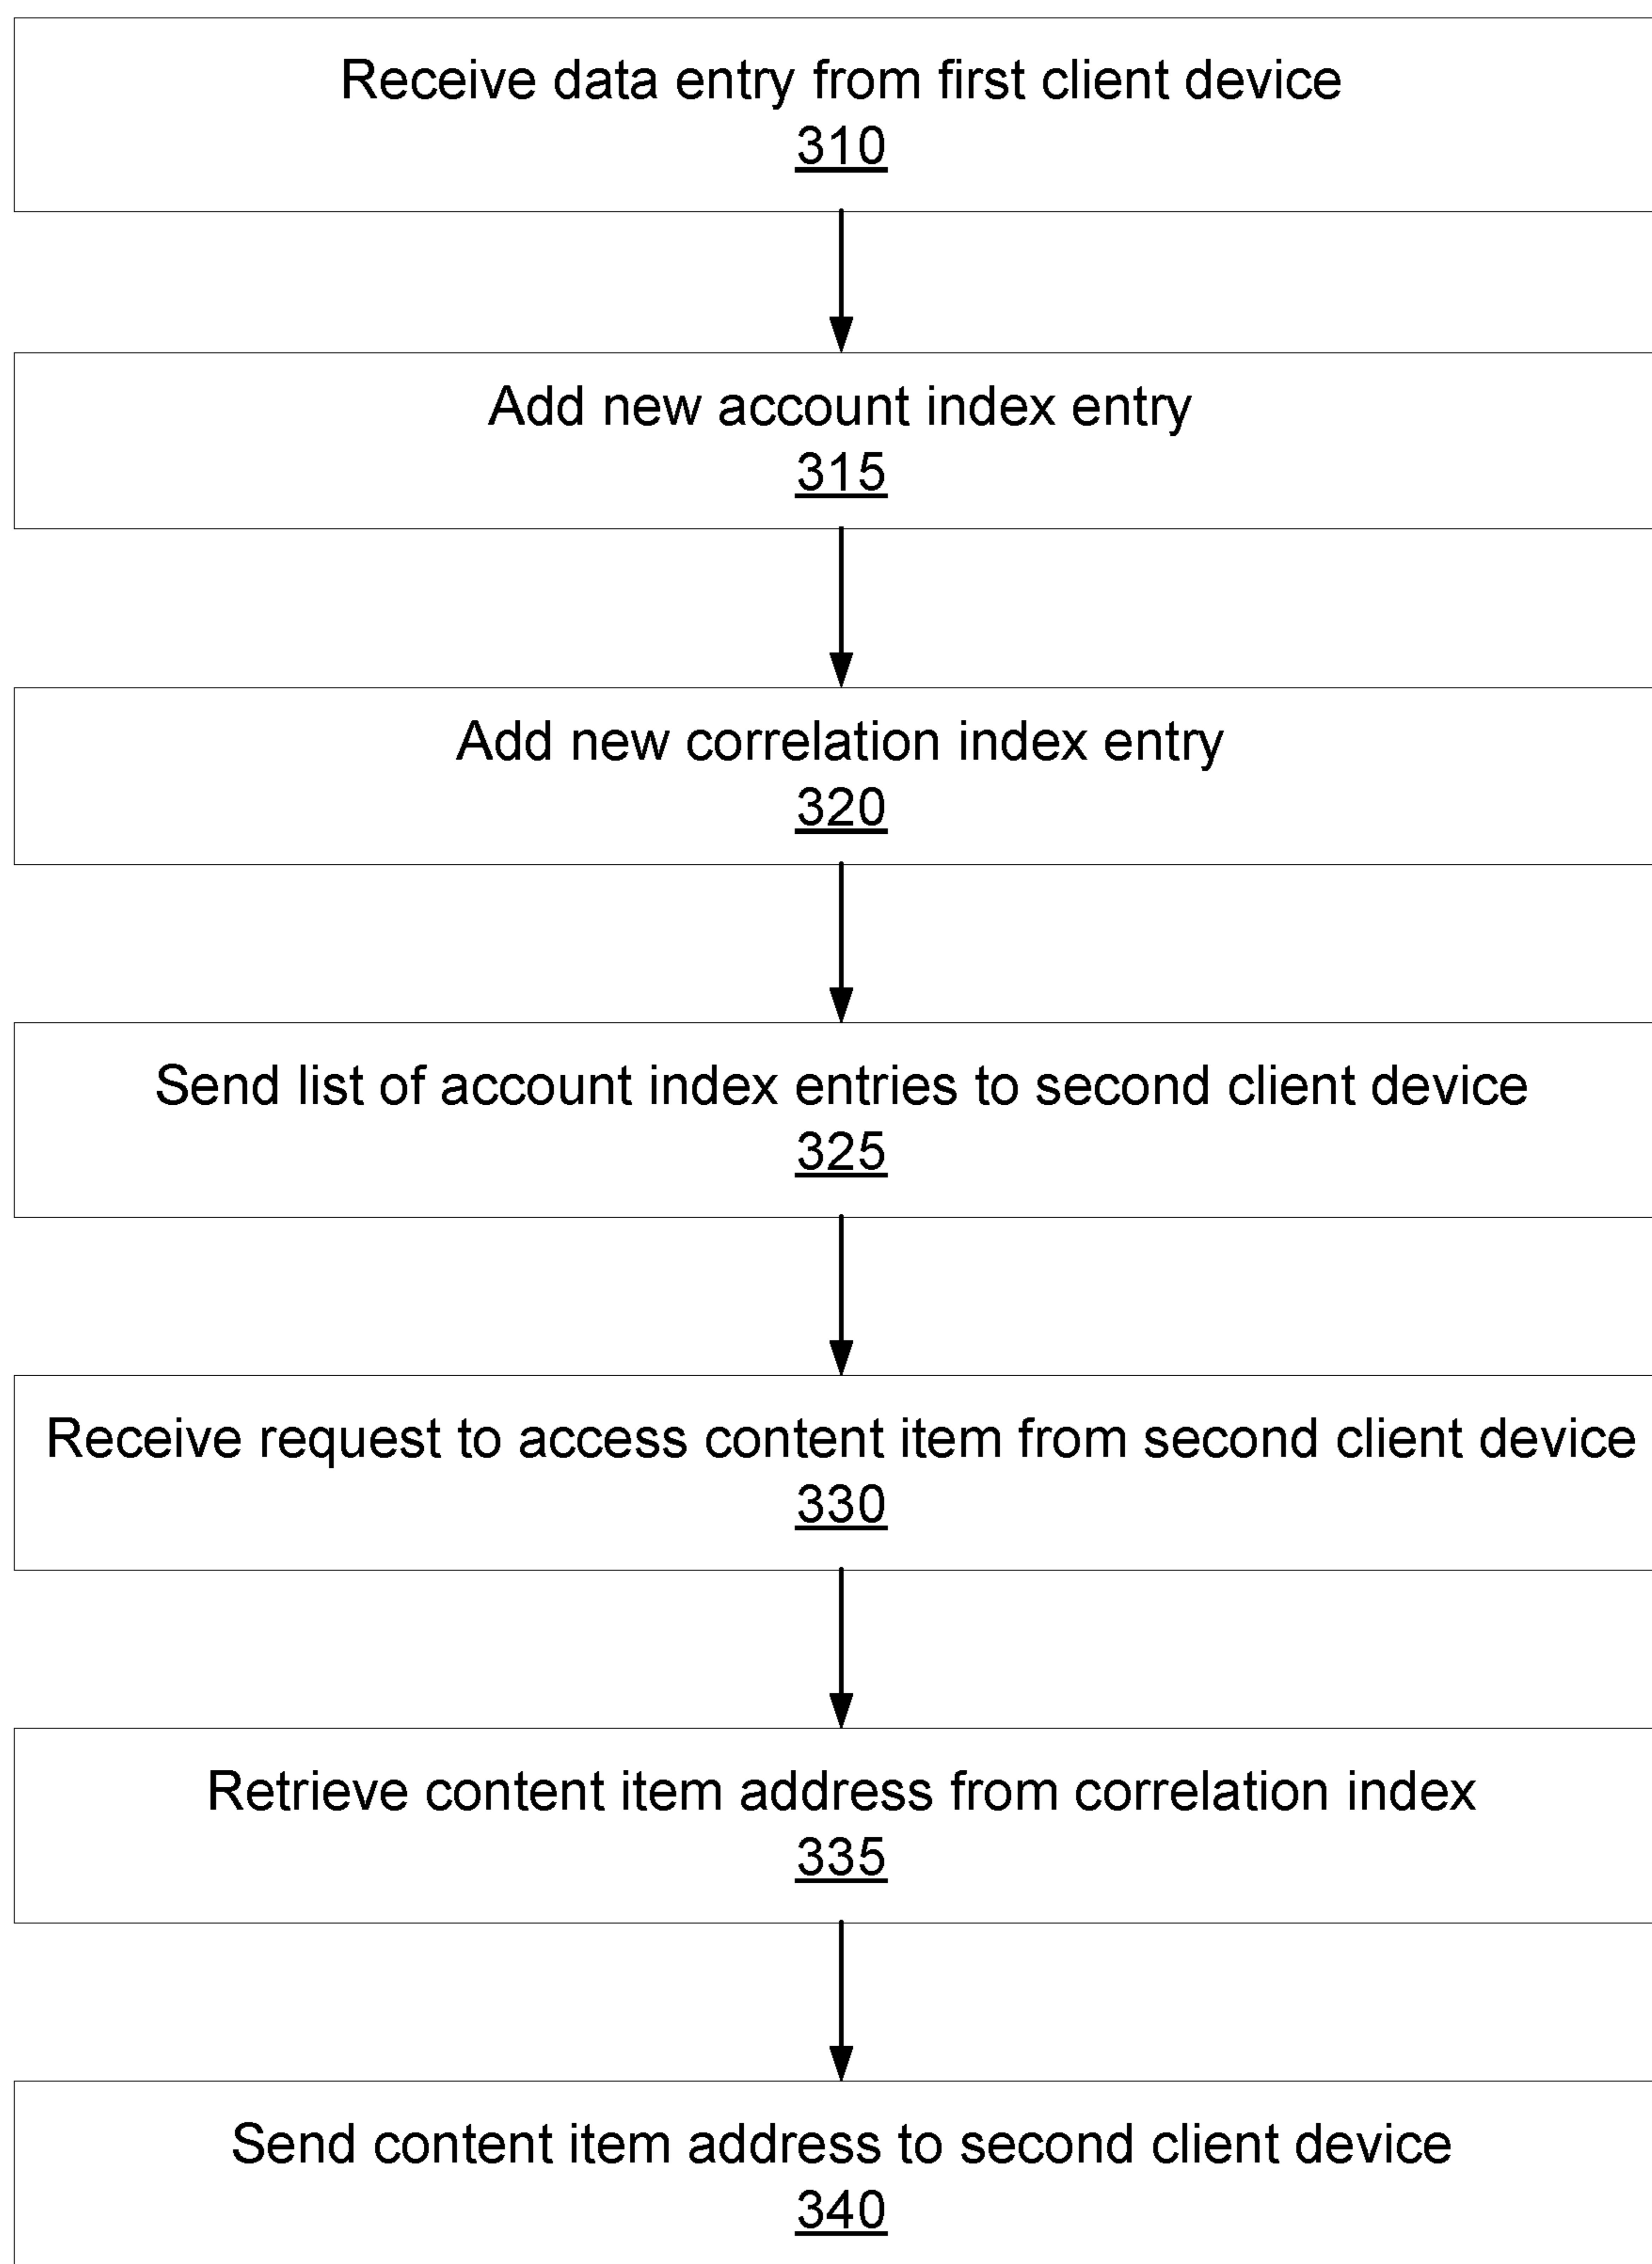 Receive data entry from first client device
310
Add new account index entry
315
Add new correlation index entry
320
Send list of account index entries to second client device
325
Receive request to access content item from second client device
330
Retrieve content item address from correlation index
335
Send content item address to second client device
340